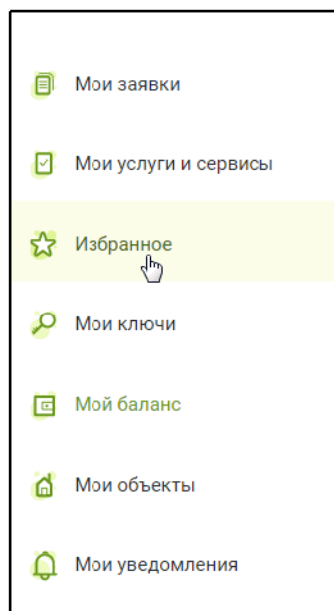 Мои заявки
Мои услуги и сервисы
Избранное
Мои ключи
Мой баланс
Мои объекты
Мои уведомления